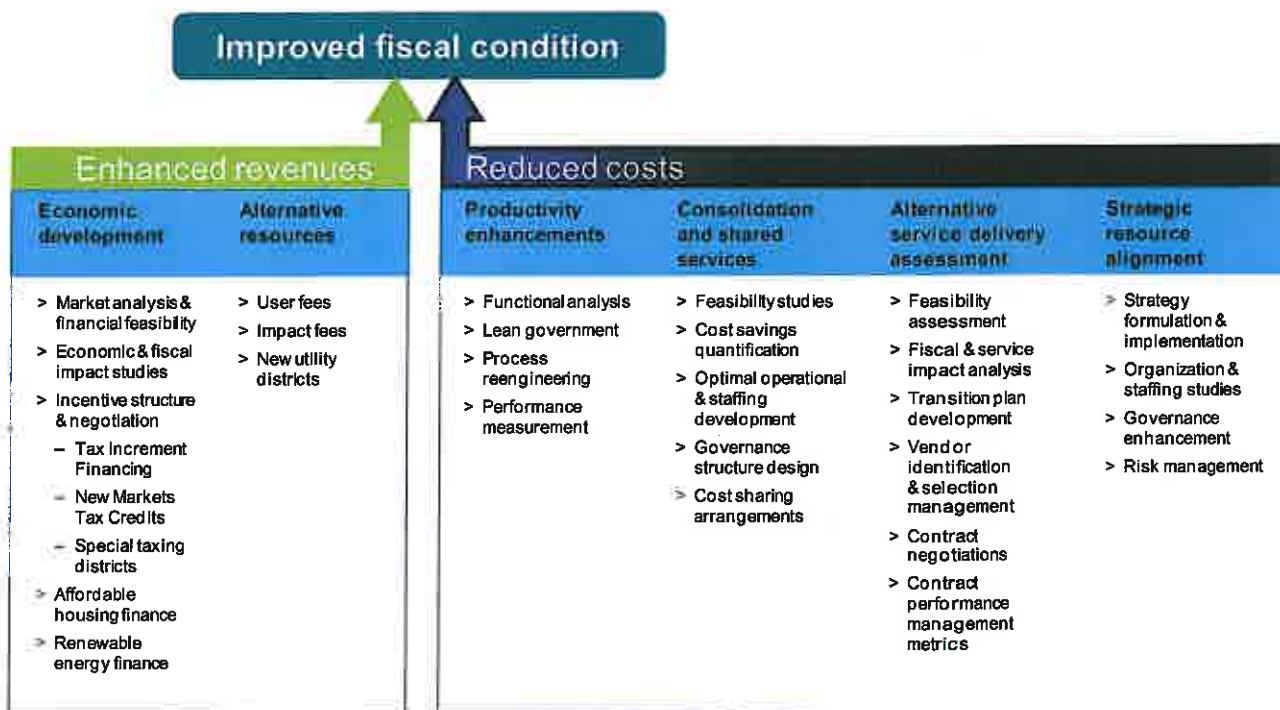 Improved fiscal condition
Enhanced revenues
Reduced costs
Economic
development
Alternative
resources
Productivity
enhancements
Consolidation
and shared
services
Alternative
service delivery
assessment
Strategic
resource
alignment
> Market analysis &
financial feasibility
> Economic & fiscal
impact studies
> Incentive structure
& negotiation
– Tax Increment
Financing
– New Markets
Tax Credits
– Special taxing
districts
> Affordable
housing finance
> Renewable
energy finance
> User fees
> Impact fees
> New utility
districts
> Functional analysis
> Lean government
> Process
reengineering
> Performance
measurement
> Feasibility studies
> Cost savings
quantification
> Optimal operational
& staffing
development
> Governance
structure design
> Cost sharing
arrangements
> Feasibility
assessment
> Fiscal & service
impact analysis
> Transition plan
development
> Vendor
identification
& selection
management
> Contract
negotiations
> Contract
performance
management
metrics
> Strategy
formulation &
implementation
> Organization &
staffing studies
> Governance
enhancement
> Risk management